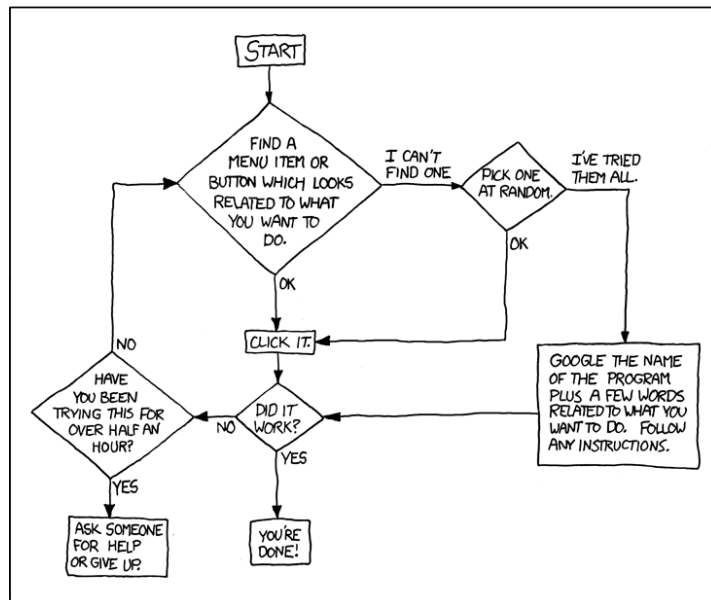 START
FIND A
MENU ITEM OR
BUTTON WHICH LOOKS
RELATED TO WHAT
YOU WANT TO
DO.
I CAN'T
FIND ONE
PICK ONE
AT RANDOM.
I'VE TRIED
THEM ALL.
OK
OK
CLICK IT.
NO
HAVE
YOU BEEN
TRYING THIS FOR
OVER HALF AN
HOUR?
NO
DID IT
WORK?
GOOGLE THE NAME
OF THE PROGRAM
PLUS A FEW WORDS
RELATED TO WHAT YOU
WANT TO DO. FOLLOW
ANY INSTRUCTIONS.
YES
YES
ASK SOMEONE
FOR HELP
OR GIVE UP.
YOU'RE
DONE!